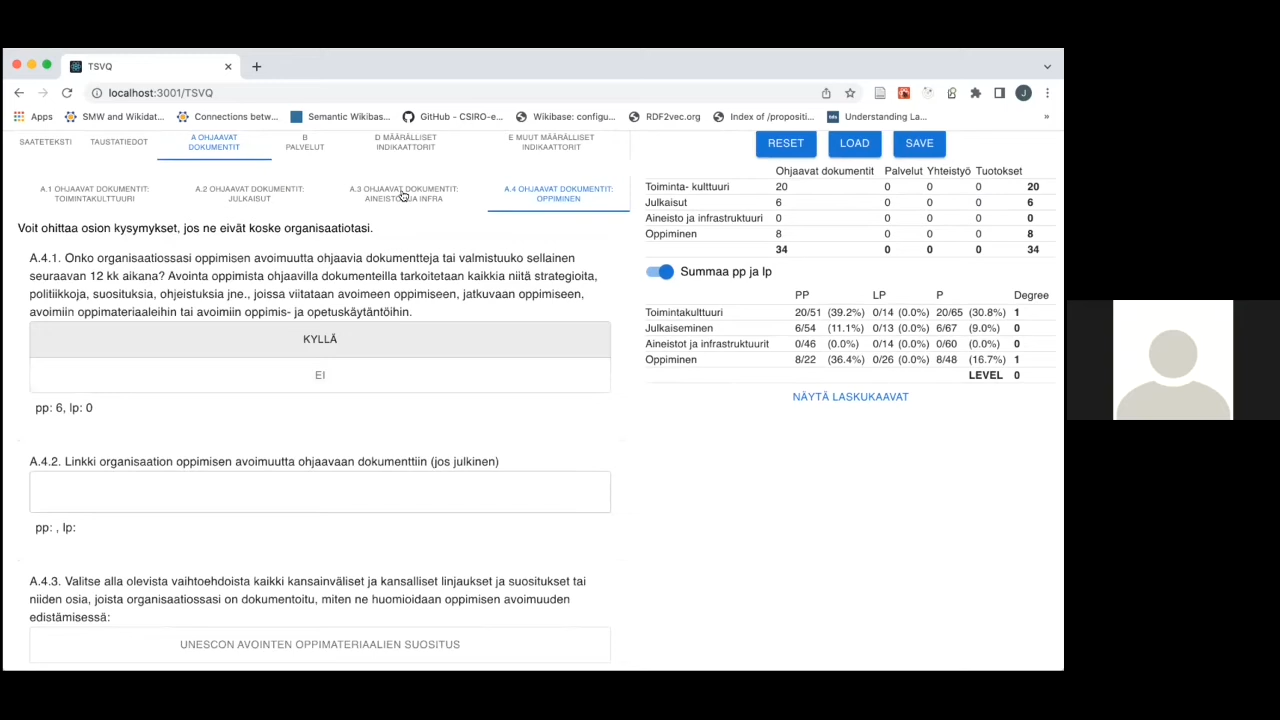 TSVQ
localhost:3001/TSVQ
J
Apps
SMW and Wikidat...
Connections betw...
Semantic Wikibas...
GitHub - CSIRO-e...
Wikibase: configu...
RDF2vec.org
Index of /propositi...
Understanding La...
»
SAATETEKSTI
TAUSTATIEDOT
A OHJAAVAT
DOKUMENTIT
B
PALVELUT
D MÄÄRÄLLISET
INDIKAATTORIT
E MUUT MÄÄRÄLLISET
INDIKAATTORIT
A.1 OHJAAVAT DOKUMENTIT:
TOIMINTAKULTTUURI
A.2 OHJAAVAT DOKUMENTIT:
JULKAISUT
A.3 OHJAAVAT DOKUMENTIT:
AINEISTO JA INFRA
A.4 OHJAAVAT DOKUMENTIT:
OPPIMINEN
Voit ohittaa osion kysymykset, jos ne eivät koske organisaatiotasi.
A.4.1. Onko organisaatiossasi oppimisen avoimuutta ohjaavia dokumentteja tai valmistuuko sellainen
seuraavan 12 kk aikana? Avointa oppimista ohjaavilla dokumenteilla tarkoitetaan kaikkia niitä strategioita,
politiikkoja, suosituksia, ohjeistuksia jne., joissa viitataan avoimeen oppimiseen, jatkuvaan oppimiseen,
avoimiin oppimateriaaleihin tai avoimiin oppimis- ja opetuskäytäntöihin.
KYLLÄ
EI
pp: 6, lp: 0
A.4.2. Linkki organisaation oppimisen avoimuutta ohjaavaan dokumenttiin (jos julkinen)
pp: , lp:
A.4.3. Valitse alla olevista vaihtoehdoista kaikki kansainväliset ja kansalliset linjaukset ja suositukset tai
niiden osia, joista organisaatiossasi on dokumentoitu, miten ne huomioidaan oppimisen avoimuuden
edistämisessä:
UNESCON AVOINTEN OPPIMATERIAALIEN SUOSITUS
RESET
LOAD
SAVE
Ohjaavat dokumentit Palvelut Yhteistyö Tuotokset
Toiminta- kulttuuri 20 0 0 0 20
Julkaisut 6 0 0 0 6
Aineisto ja infrastruktuuri 0 0 0 0 0
Oppiminen 8 0 0 0 8
34 0 0 0 34
Summaa pp ja lp
PP LP P Degree
Toimintakulttuuri 20/51 (39.2%) 0/14 (0.0%) 20/65 (30.8%) 1
Julkaiseminen 6/54 (11.1%) 0/13 (0.0%) 6/67 (9.0%) 0
Aineistot ja infrastruktuurit 0/46 (0.0%) 0/14 (0.0%) 0/60 (0.0%) 0
Oppiminen 8/22 (36.4%) 0/26 (0.0%) 8/48 (16.7%) 1
LEVEL 0
NÄYTÄ LASKUKAAVAT